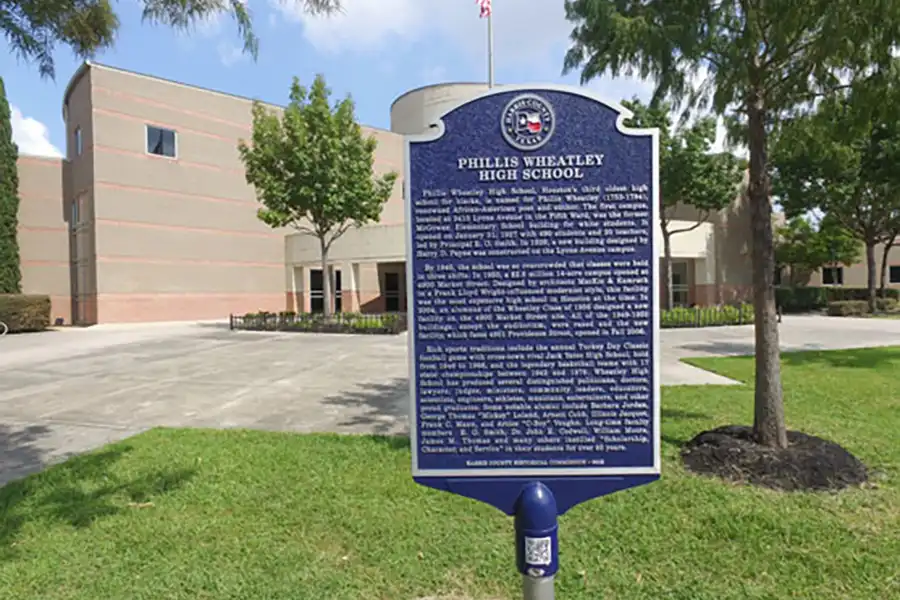 HARRIS COUNTY
TEXAS
PHILLIS WHEATLEY
HIGH SCHOOL
Phillis Wheatley High School, Houston's third oldest high
school for blacks, is named for Phillis Wheatley (1753-1784),
renowned African-American poet and author. The first campus,
located at 3415 Lyons Avenue in the Fifth Ward, was the former
McGowen Elementary School building for white students. It
opened on January 31, 1927 with 490 students and 20 teachers,
led by Principal E. O. Smith. In 1929, a new building designed by
Harry D. Payne was constructed on the Lyons Avenue campus.
By 1945, the school was so overcrowded that classes were held
in three shifts. In 1950, a $2.5 million 14-acre campus opened at
4900 Market Street. Designed by architects MacKie & Kamrath
in a Frank Lloyd Wright-influenced modernist style, this facility
was the most expensive high school in Houston at the time. In
2004, an alumnus of the Wheatley Class of 1956 designed a new
facility on the 4900 Market Street site. All of the 1949-1950
buildings, except the auditorium, were razed and the new
facility, which faces 4801 Providence Street, opened in Fall 2006.
Rich sports traditions include the annual Turkey Day Classic
football game with cross-town rival Jack Yates High School, held
from 1946 to 1966, and the legendary basketball teams with 17
state championships between 1942 and 1979. Wheatley High
School has produced several distinguished politicians, doctors,
lawyers, judges, ministers, community leaders, educators,
scientists, engineers, athletes, musicians, entertainers, and other
proud graduates. Some notable alumni include Barbara Jordan,
George Thomas "Mickey" Leland, Arnett Cobb, Illinois Jacquet,
Frank C. Mann, and Archie "C-Boy" Vaughn. Long-time faculty
members E. O. Smith, Dr. John E. Codwell, William Moore,
James M. Thomas and many others instilled "Scholarship,
Character, and Service" in their students for over 80 years.
HARRIS COUNTY HISTORICAL COMMISSION